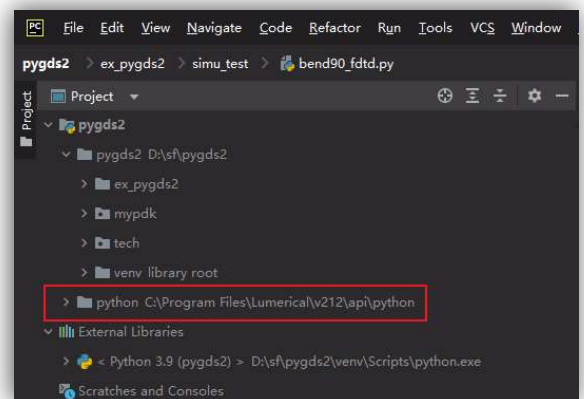 PC File Edit View Navigate Code Refactor Run Tools VCS Window
pygds2 > ex_pygds2 > simu_test > bend90_fdtd.py
Project
Project
pygds2
pygds2 D:\sf\pygds2
ex_pygds2
mypdk
tech
venv library root
python C:\Program Files\Lumerical\v212\api\python
External Libraries
< Python 3.9 (pygds2) > D:\sf\pygds2\venv\Scripts\python.exe
Scratches and Consoles